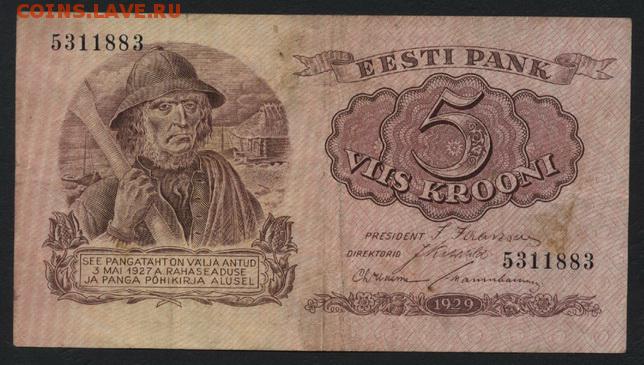 COINS.LAVE.RU
5311883
EESTI PANK
5
VIIS KROONI
SEE PANGATÄHT ON VÄLJA ANTUD
3 MAI 1927 A. RAHASEADUSE
JA PANGA PÕHIKIRJA ALUSEL
PRESIDENT
DIREKTORID
5311883
1929